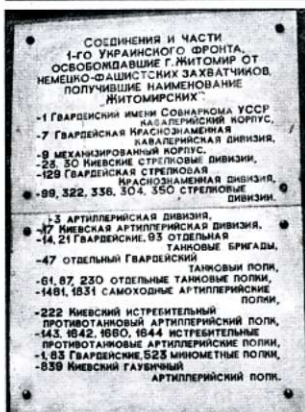 СОЕДИНЕНИЯ И ЧАСТИ
1-ГО УКРАИНСКОГО ФРОНТА,
ОСВОБОЖДАВШИЕ Г. ЖИТОМИР ОТ
НЕМЕЦКО-ФАШИСТСКИХ ЗАХВАТЧИКОВ,
ПОЛУЧИВШИЕ НАИМЕНОВАНИЕ
"ЖИТОМИРСКИХ":
-1 ГВАРДЕЙСКИЙ ИМЕНИ СОВНАРКОМА УССР
КАВАЛЕРИЙСКИЙ КОРПУС,
-7 ГВАРДЕЙСКАЯ КРАСНОЗНАМЕННАЯ
КАВАЛЕРИЙСКАЯ ДИВИЗИЯ,
-9 МЕХАНИЗИРОВАННЫЙ КОРПУС,
-23, 30 КИЕВСКИЕ СТРЕЛКОВЫЕ ДИВИЗИИ,
-129 ГВАРДЕЙСКАЯ СТРЕЛКОВАЯ
КРАСНОЗНАМЕННАЯ ДИВИЗИЯ,
-99, 322, 336, 304, 350 СТРЕЛКОВЫЕ
ДИВИЗИИ.
-3 АРТИЛЛЕРИЙСКАЯ ДИВИЗИЯ,
-17 КИЕВСКАЯ АРТИЛЛЕРИЙСКАЯ ДИВИЗИЯ,
-14, 21 ГВАРДЕЙСКИЕ, 93 ОТДЕЛЬНАЯ
ТАНКОВЫЕ БРИГАДЫ,
-47 ОТДЕЛЬНЫЙ ГВАРДЕЙСКИЙ
ТАНКОВЫЙ ПОЛК,
-61, 87, 230 ОТДЕЛЬНЫЕ ТАНКОВЫЕ ПОЛКИ,
-1461, 1831 САМОХОДНЫЕ АРТИЛЛЕРИЙСКИЕ
ПОЛКИ,
-222 КИЕВСКИЙ ИСТРЕБИТЕЛЬНЫЙ
ПРОТИВОТАНКОВЫЙ АРТИЛЛЕРИЙСКИЙ ПОЛК,
-143, 1642, 1660, 1644 ИСТРЕБИТЕЛЬНЫЕ
ПРОТИВОТАНКОВЫЕ АРТИЛЛЕРИЙСКИЕ ПОЛКИ,
-1, 83 ГВАРДЕЙСКИЕ, 523 МИНОМЕТНЫЕ ПОЛКИ,
-839 КИЕВСКИЙ ГАУБИЧНЫЙ
АРТИЛЛЕРИЙСКИЙ ПОЛК.